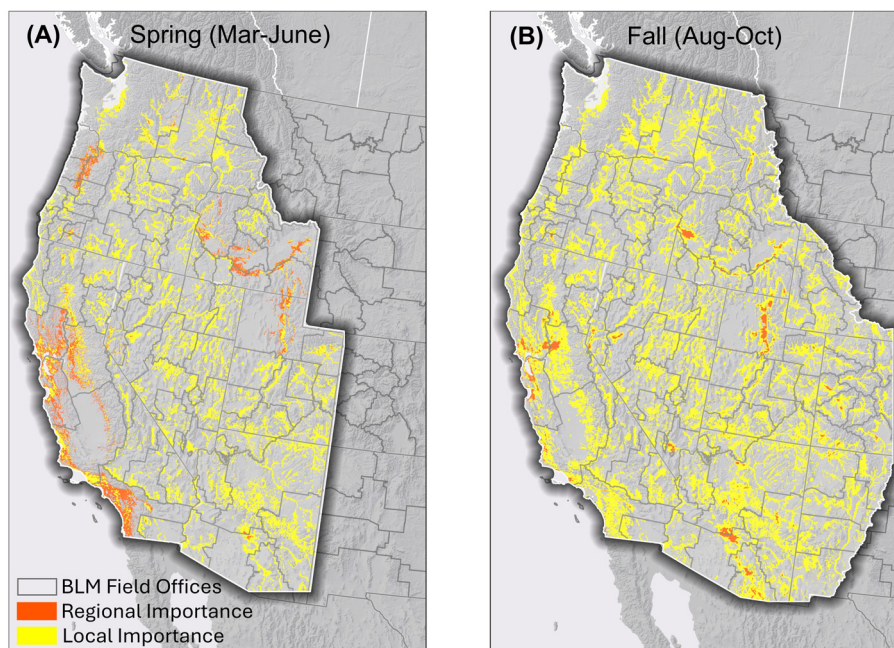 (A) Spring (Mar-June)
(B) Fall (Aug-Oct)
BLM Field Offices
Regional Importance
Local Importance